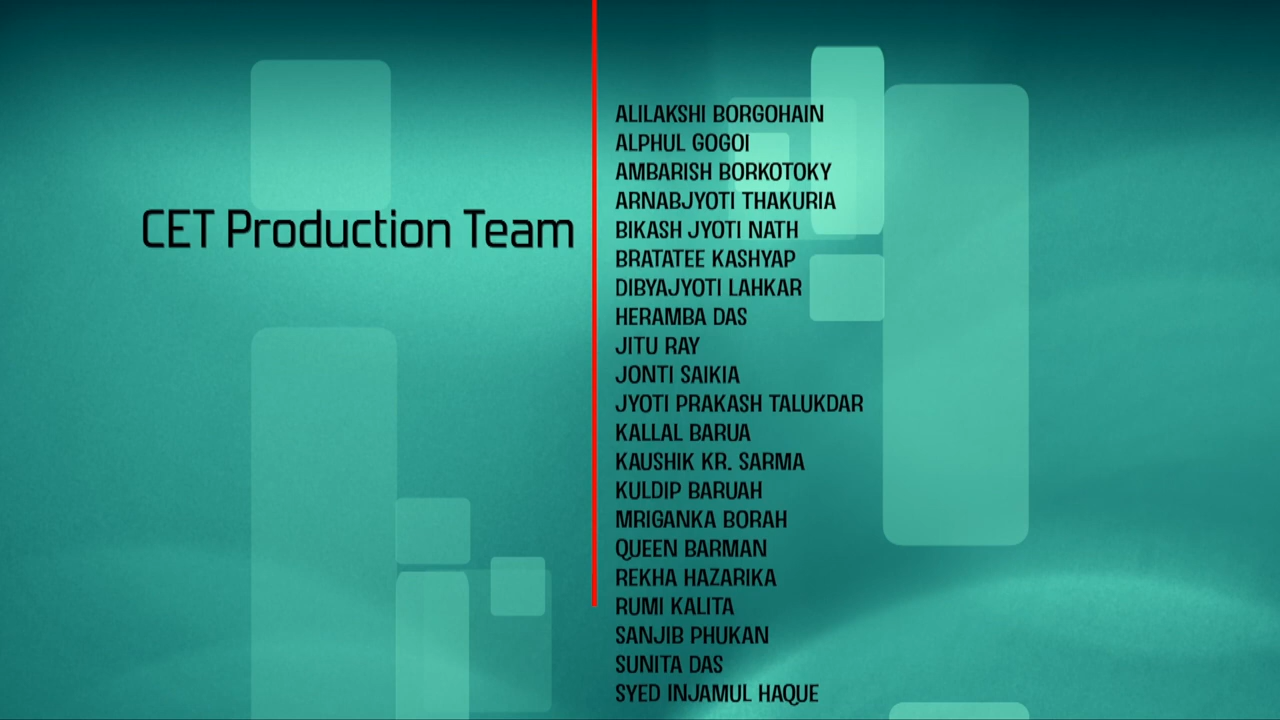 CET Production Team
ALILAKSHI BORGOHAIN
ALPHUL GOGOI
AMBARISH BORKOTOKY
ARNABJYOTI THAKURIA
BIKASH JYOTI NATH
BRATATEE KASHYAP
DIBYAJYOTI LAHKAR
HERAMBA DAS
JITU RAY
JONTI SAIKIA
JYOTI PRAKASH TALUKDAR
KALLAL BARUA
KAUSHIK KR. SARMA
KULDIP BARUAH
MRIGANKA BORAH
QUEEN BARMAN
REKHA HAZARIKA
RUMI KALITA
SANJIB PHUKAN
SUNITA DAS
SYED INJAMUL HAQUE